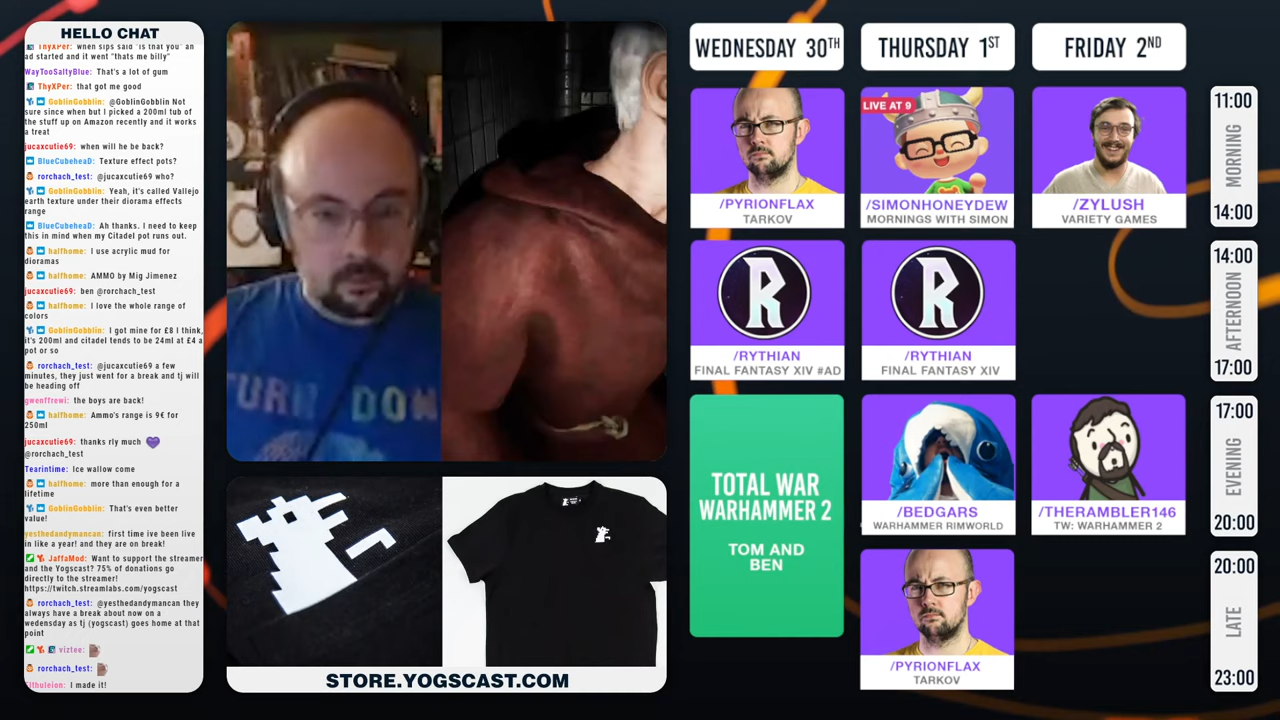 HELLO CHAT
ThyXPer: when sips said "is that you" an
ad started and it went "thats me billy"
WayTooSaltyBlue: That's a lot of gum
ThyXPer: that got me good
GoblinGobblin: @GoblinGobblin Not
sure since when but I picked a 200ml tub of
the stuff up on Amazon recently and it works
a treat
jucaxcutie69: when will he be back?
BlueCubeheaD: Texture effect pots?
rorchach_test: @jucaxcutie69 who?
GoblinGobblin: Yeah, it's called Vallejo
earth texture under their diorama effects
range
BlueCubeheaD: Ah thanks. I need to keep
this in mind when my Citadel pot runs out.
halfhome: I use acrylic mud for
dioramas
halfhome: AMMO by Mig Jimenez
jucaxcutie69: ben @rorchach_test
halfhome: I love the whole range of
colors
GoblinGobblin: I got mine for £8 I think,
it's 200ml and citadel tends to be 24ml at £4 a
pot or so
rorchach_test: @jucaxcutie69 a few
minutes, they just went for a break and tj will
be heading off
gwenffrewi: the boys are back!
halfhome: Ammo's range is 9€ for
250ml
jucaxcutie69: thanks rly much
@rorchach_test
Tearintime: Ice wallow come
halfhome: more than enough for a
lifetime
GoblinGobblin: That's even better
value!
yesthedandymancan: first time ive been live
in like a year! and they are on break!
JaffaMod: Want to support the streamer
and the Yogscast? 75% of donations go
directly to the streamer!
https://twitch.streamlabs.com/yogscast
rorchach_test: @yesthedandymancan they
always have a break about now on a
wedensday as tj (yogscast) goes home at that
point
viztee:
rorchach_test:
Elthuleion: I made it!
TURN DOW
STORE.YOGSCAST.COM
WEDNESDAY 30TH
THURSDAY 1ST
FRIDAY 2ND
/PYRIONFLAX
TARKOV
LIVE AT 9
/SIMONHONEYDEW
MORNINGS WITH SIMON
/ZYLUSH
VARIETY GAMES
11:00
MORNING
14:00
R
/RYTHIAN
FINAL FANTASY XIV #AD
R
/RYTHIAN
FINAL FANTASY XIV
14:00
AFTERNOON
17:00
TOTAL WAR
WARHAMMER 2
TOM AND
BEN
/BEDGARS
WARHAMMER RIMWORLD
/THERAMBLER146
TW: WARHAMMER 2
17:00
EVENING
20:00
/PYRIONFLAX
TARKOV
20:00
LATE
23:00